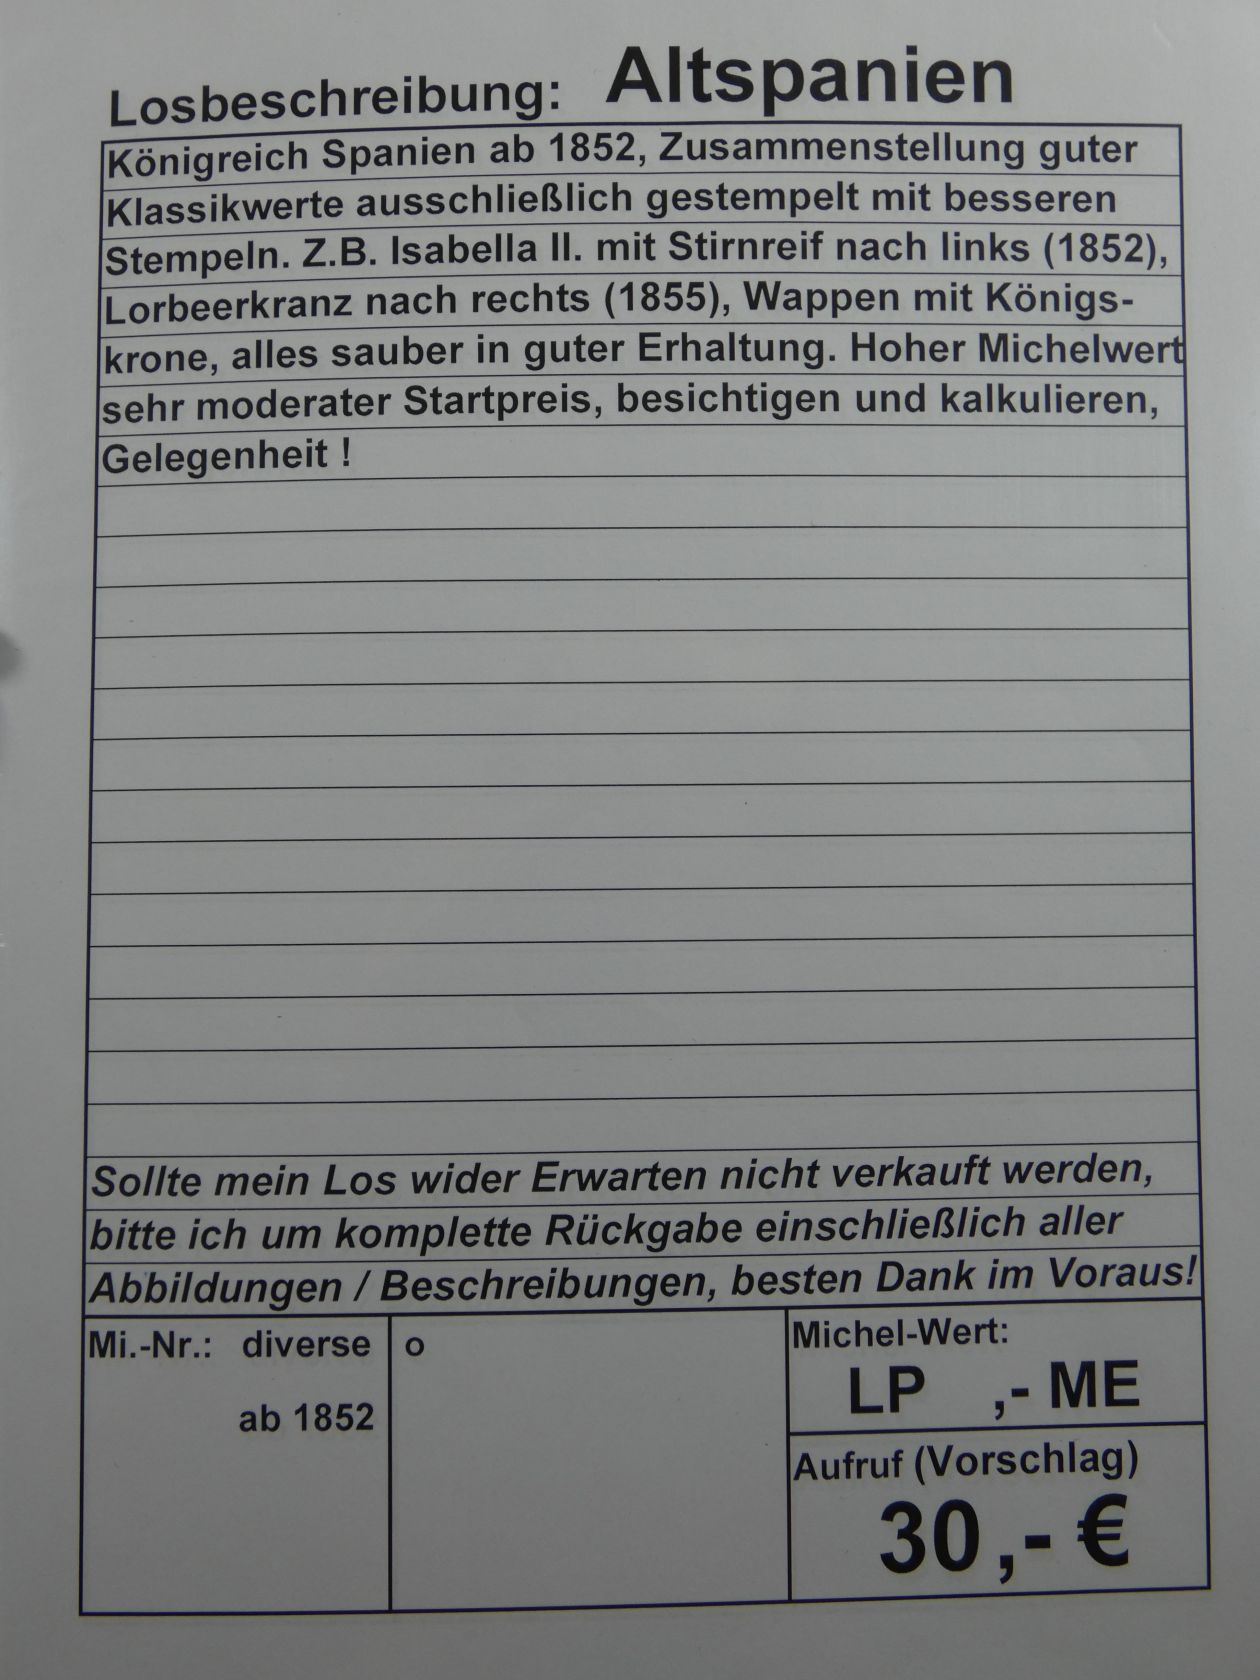 Losbeschreibung: Altspanien
Königreich Spanien ab 1852, Zusammenstellung guter
Klassikwerte ausschließlich gestempelt mit besseren
Stempeln. Z.B. Isabella II. mit Stirnreif nach links (1852),
Lorbeerkranz nach rechts (1855), Wappen mit Königs-
krone, alles sauber in guter Erhaltung. Hoher Michelwert
sehr moderater Startpreis, besichtigen und kalkulieren,
Gelegenheit !
Sollte mein Los wider Erwarten nicht verkauft werden,
bitte ich um komplette Rückgabe einschließlich aller
Abbildungen / Beschreibungen, besten Dank im Voraus!
Mi.-Nr.: diverse
ab 1852
o
Michel-Wert:
LP ,- ME
Aufruf (Vorschlag)
30,- €